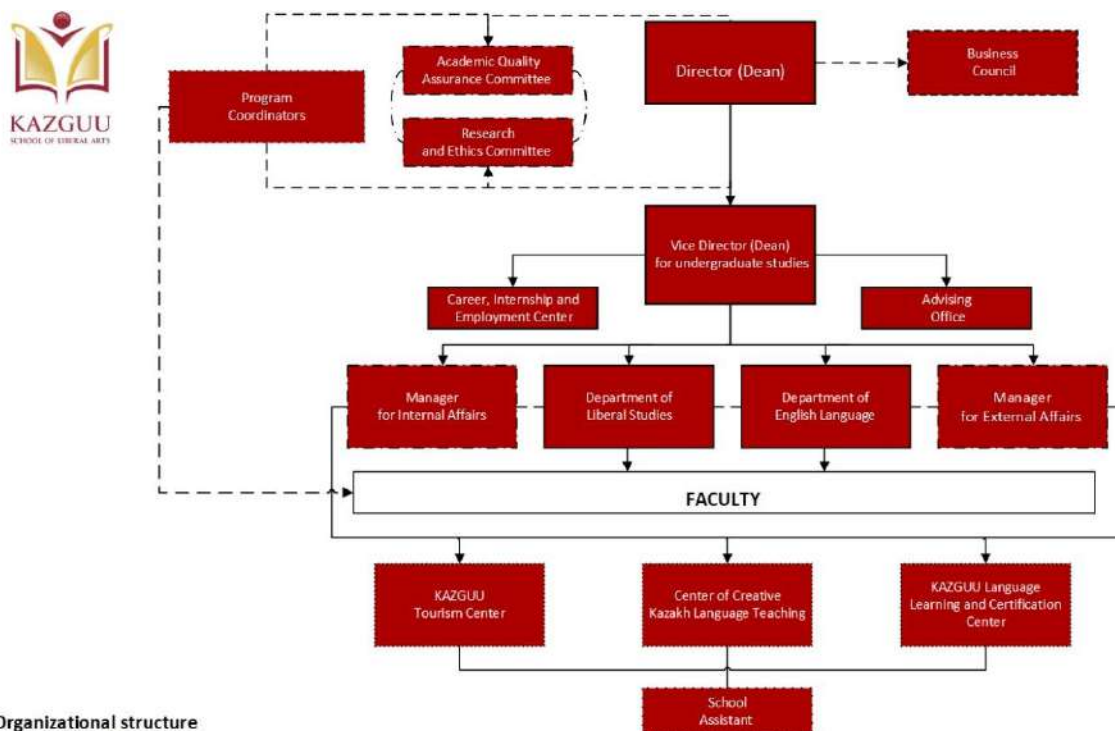 KAZGUU
SCHOOL OF LIBERAL ARTS
Program
Coordinators
Academic Quality
Assurance Committee
Research
and Ethics Committee
Director (Dean)
Business
Council
Vice Director (Dean)
for undergraduate studies
Career, Internship and
Employment Center
Advising
Office
Manager
for Internal Affairs
Department of
Liberal Studies
Department of
English Language
Manager
for External Affairs
FACULTY
KAZGUU
Tourism Center
Center of Creative
Kazakh Language Teaching
KAZGUU Language
Learning and Certification
Center
School
Assistant
Organizational structure